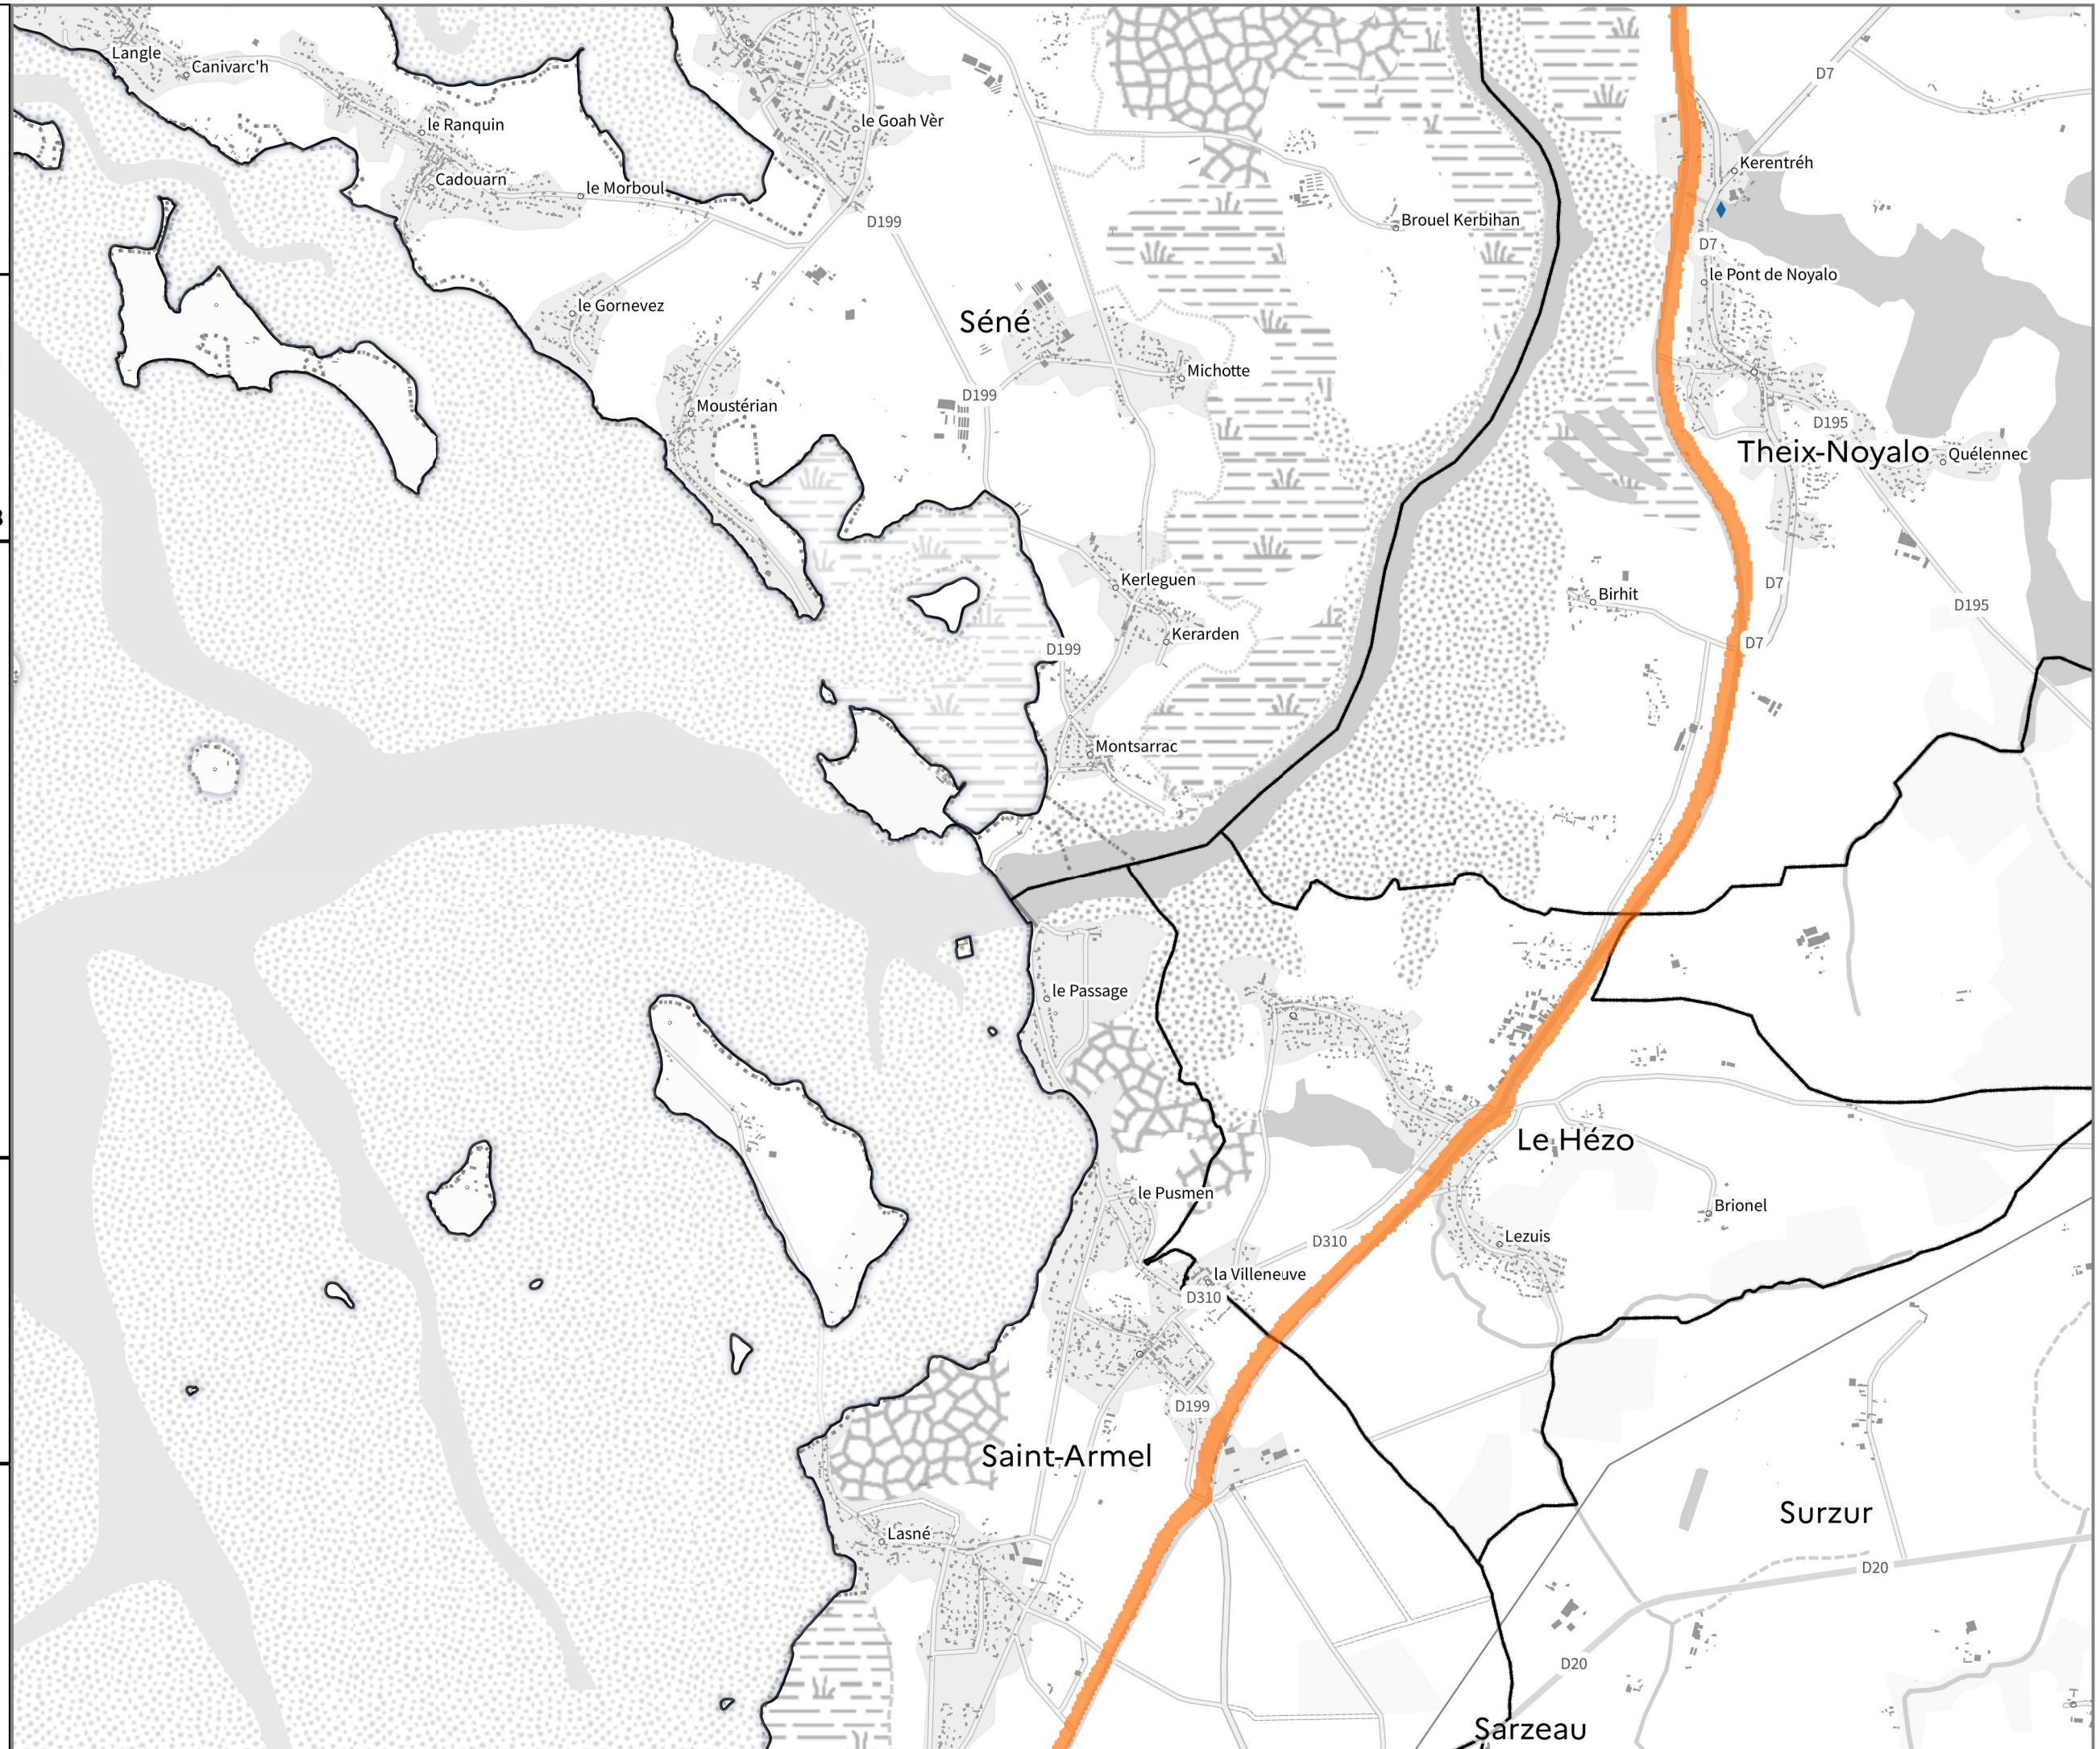 Langle
Canivarc'h
D7
le Ranquin
le Goah Vèr
Kerentréh
Cadouarn
le Morboul
D199
Brouel Kerbihan
D7
le Pont de Noyalo
le Gornevez
Séné
Michotte
D199
Moustérian
D195
Theix-Noyalo
Quélennec
Kerleguen
D7
Birhit
D195
Kerarden
D199
D7
Montsarrac
le Passage
Le Hézo
le Pusmen
Brionel
Lezuis
D310
la Villeneuve
D310
D199
Saint-Armel
Surzur
Lasné
D20
D20
Sarzeau